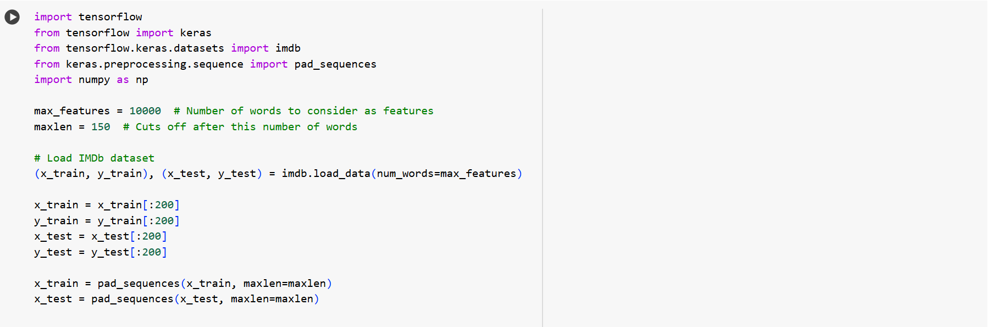 import tensorflow
from tensorflow import keras
from tensorflow.keras.datasets import imdb
from keras.preprocessing.sequence import pad_sequences
import numpy as np
max_features = 10000  # Number of words to consider as features
maxlen = 150  # Cuts off after this number of words
# Load IMDb dataset
(x_train, y_train), (x_test, y_test) = imdb.load_data(num_words=max_features)
x_train = x_train[:200]
y_train = y_train[:200]
x_test = x_test[:200]
y_test = y_test[:200]
x_train = pad_sequences(x_train, maxlen=maxlen)
x_test = pad_sequences(x_test, maxlen=maxlen)